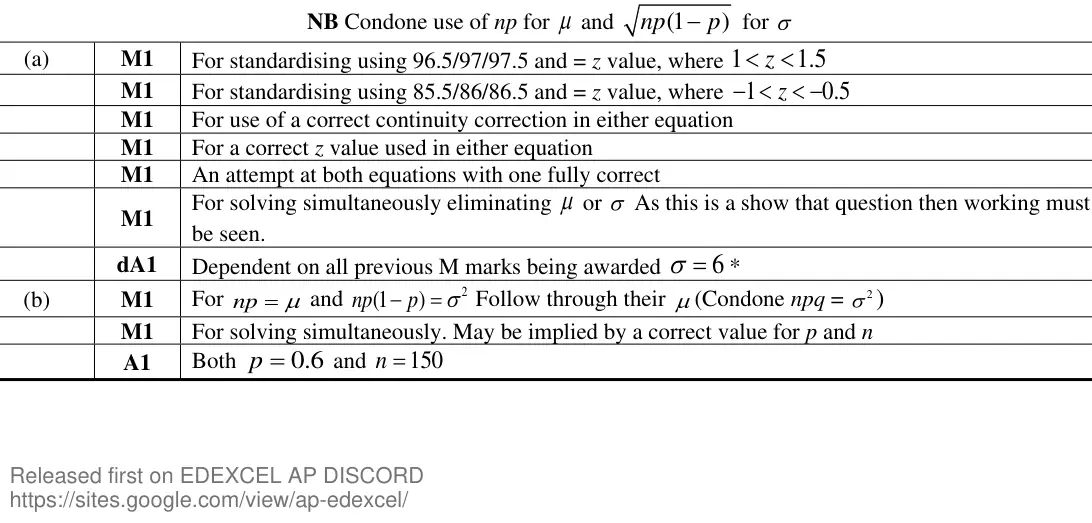 NB Condone use of np for μ and √np(1 − p) for σ
(a) M1 For standardising using 96.5/97/97.5 and = z value, where 1 < z < 1.5
M1 For standardising using 85.5/86/86.5 and = z value, where −1 < z < −0.5
M1 For use of a correct continuity correction in either equation
M1 For a correct z value used in either equation
M1 An attempt at both equations with one fully correct
M1 For solving simultaneously eliminating μ or σ As this is a show that question then working must
be seen.
dA1 Dependent on all previous M marks being awarded σ = 6 *
(b) M1 For np = μ and np(1 − p) = σ² Follow through their μ (Condone npq = σ²)
M1 For solving simultaneously. May be implied by a correct value for p and n
A1 Both p = 0.6 and n = 150
Released first on EDEXCEL AP DISCORD
https://sites.google.com/view/ap-edexcel/